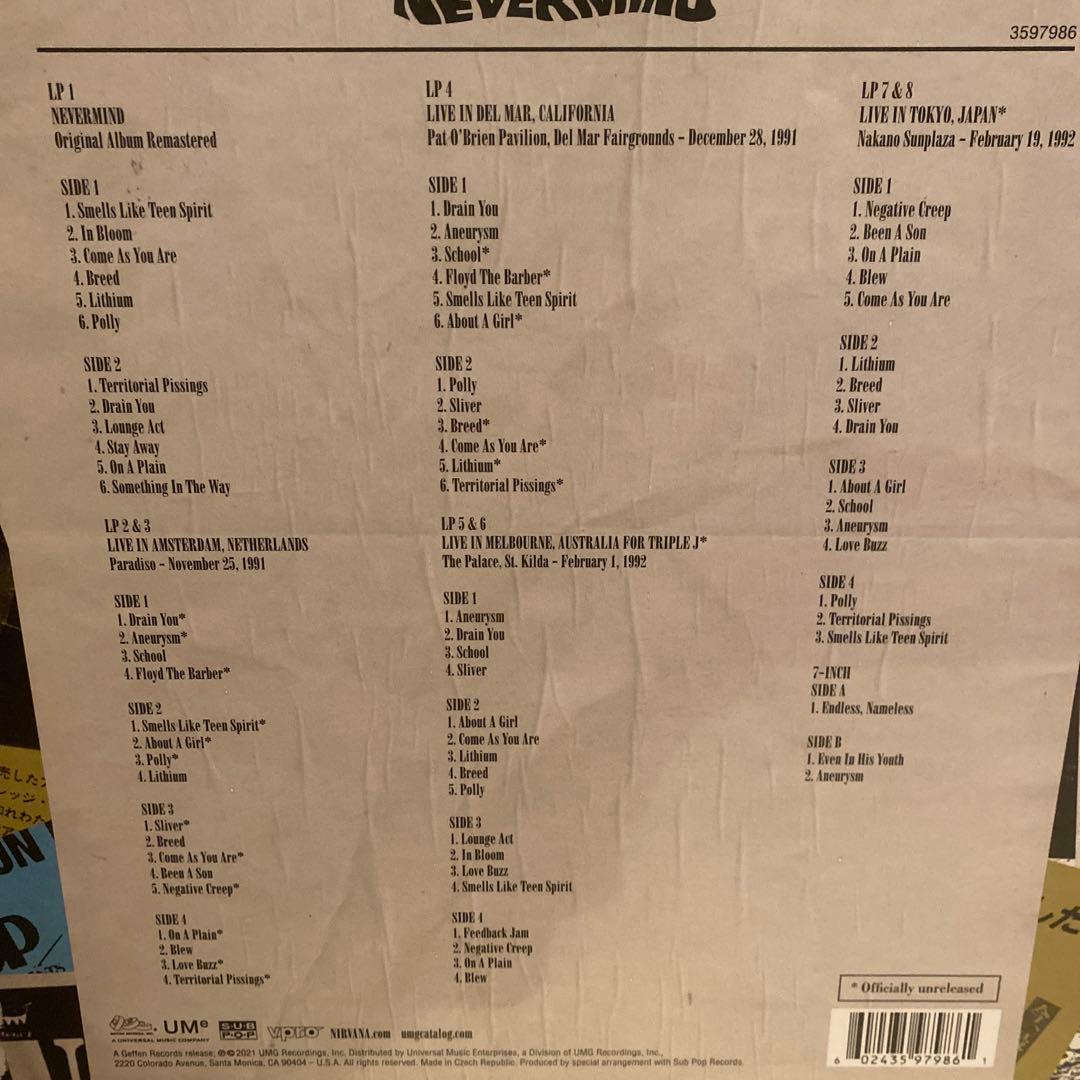 NEVERMIND
3597986
LP 1
NEVERMIND
Original Album Remastered
SIDE 1
1. Smells Like Teen Spirit
2. In Bloom
3. Come As You Are
4. Breed
5. Lithium
6. Polly
SIDE 2
1. Territorial Pissings
2. Drain You
3. Lounge Act
4. Stay Away
5. On A Plain
6. Something In The Way
LP 2 & 3
LIVE IN AMSTERDAM, NETHERLANDS
Paradiso – November 25, 1991
SIDE 1
1. Drain You*
2. Aneurysm*
3. School
4. Floyd The Barber*
SIDE 2
1. Smells Like Teen Spirit*
2. About A Girl*
3. Polly*
4. Lithium
SIDE 3
1. Sliver*
2. Breed
3. Come As You Are*
4. Been A Son
5. Negative Creep*
SIDE 4
1. On A Plain*
2. Blew
3. Love Buzz*
4. Territorial Pissings*
LP 4
LIVE IN DEL MAR, CALIFORNIA
Pat O'Brien Pavilion, Del Mar Fairgrounds – December 28, 1991
SIDE 1
1. Drain You
2. Aneurysm
3. School*
4. Floyd The Barber*
5. Smells Like Teen Spirit
6. About A Girl*
SIDE 2
1. Polly
2. Sliver
3. Breed*
4. Come As You Are*
5. Lithium*
6. Territorial Pissings*
LP 5 & 6
LIVE IN MELBOURNE, AUSTRALIA FOR TRIPLE J*
The Palace, St. Kilda – February 1, 1992
SIDE 1
1. Aneurysm
2. Drain You
3. School
4. Sliver
SIDE 2
1. About A Girl
2. Come As You Are
3. Lithium
4. Breed
5. Polly
SIDE 3
1. Lounge Act
2. In Bloom
3. Love Buzz
4. Smells Like Teen Spirit
SIDE 4
1. Feedback Jam
2. Negative Creep
3. On A Plain
4. Blew
LP 7 & 8
LIVE IN TOKYO, JAPAN*
Nakano Sunplaza – February 19, 1992
SIDE 1
1. Negative Creep
2. Been A Son
3. On A Plain
4. Blew
5. Come As You Are
SIDE 2
1. Lithium
2. Breed
3. Sliver
4. Drain You
SIDE 3
1. About A Girl
2. School
3. Aneurysm
4. Love Buzz
SIDE 4
1. Polly
2. Territorial Pissings
3. Smells Like Teen Spirit
7-INCH
SIDE A
1. Endless, Nameless
SIDE B
1. Even In His Youth
2. Aneurysm
* Officially unreleased
UMe SUB POP vpro NIRVANA.com umgcatalog.com
A UNIVERSAL MUSIC COMPANY
A Geffen Records release; ℗©2021 UMG Recordings, Inc. Distributed by Universal Music Enterprises, a Division of UMG Recordings, Inc.,
2220 Colorado Avenue, Santa Monica, CA 90404 – U.S.A. All rights reserved. Made in Czech Republic. Produced by special arrangement with Sub Pop Records.
6 02435 97986 1